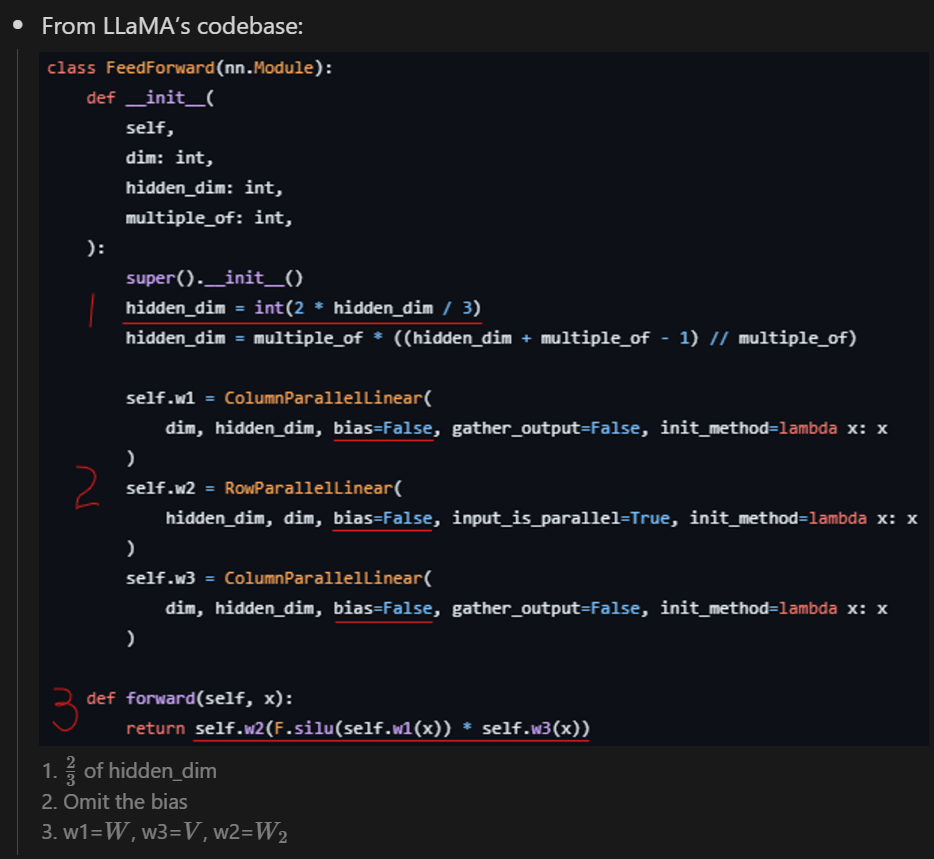 • From LLaMA’s codebase:
class FeedForward(nn.Module):
    def __init__(
        self,
        dim: int,
        hidden_dim: int,
        multiple_of: int,
    ):
        super().__init__()
1       hidden_dim = int(2 * hidden_dim / 3)
        hidden_dim = multiple_of * ((hidden_dim + multiple_of - 1) // multiple_of)
        self.w1 = ColumnParallelLinear(
            dim, hidden_dim, bias=False, gather_output=False, init_method=lambda x: x
        )
2       self.w2 = RowParallelLinear(
            hidden_dim, dim, bias=False, input_is_parallel=True, init_method=lambda x: x
        )
        self.w3 = ColumnParallelLinear(
            dim, hidden_dim, bias=False, gather_output=False, init_method=lambda x: x
        )
3   def forward(self, x):
        return self.w2(F.silu(self.w1(x)) * self.w3(x))
1. 2/3 of hidden_dim
2. Omit the bias
3. w1=W, w3=V, w2=W₂